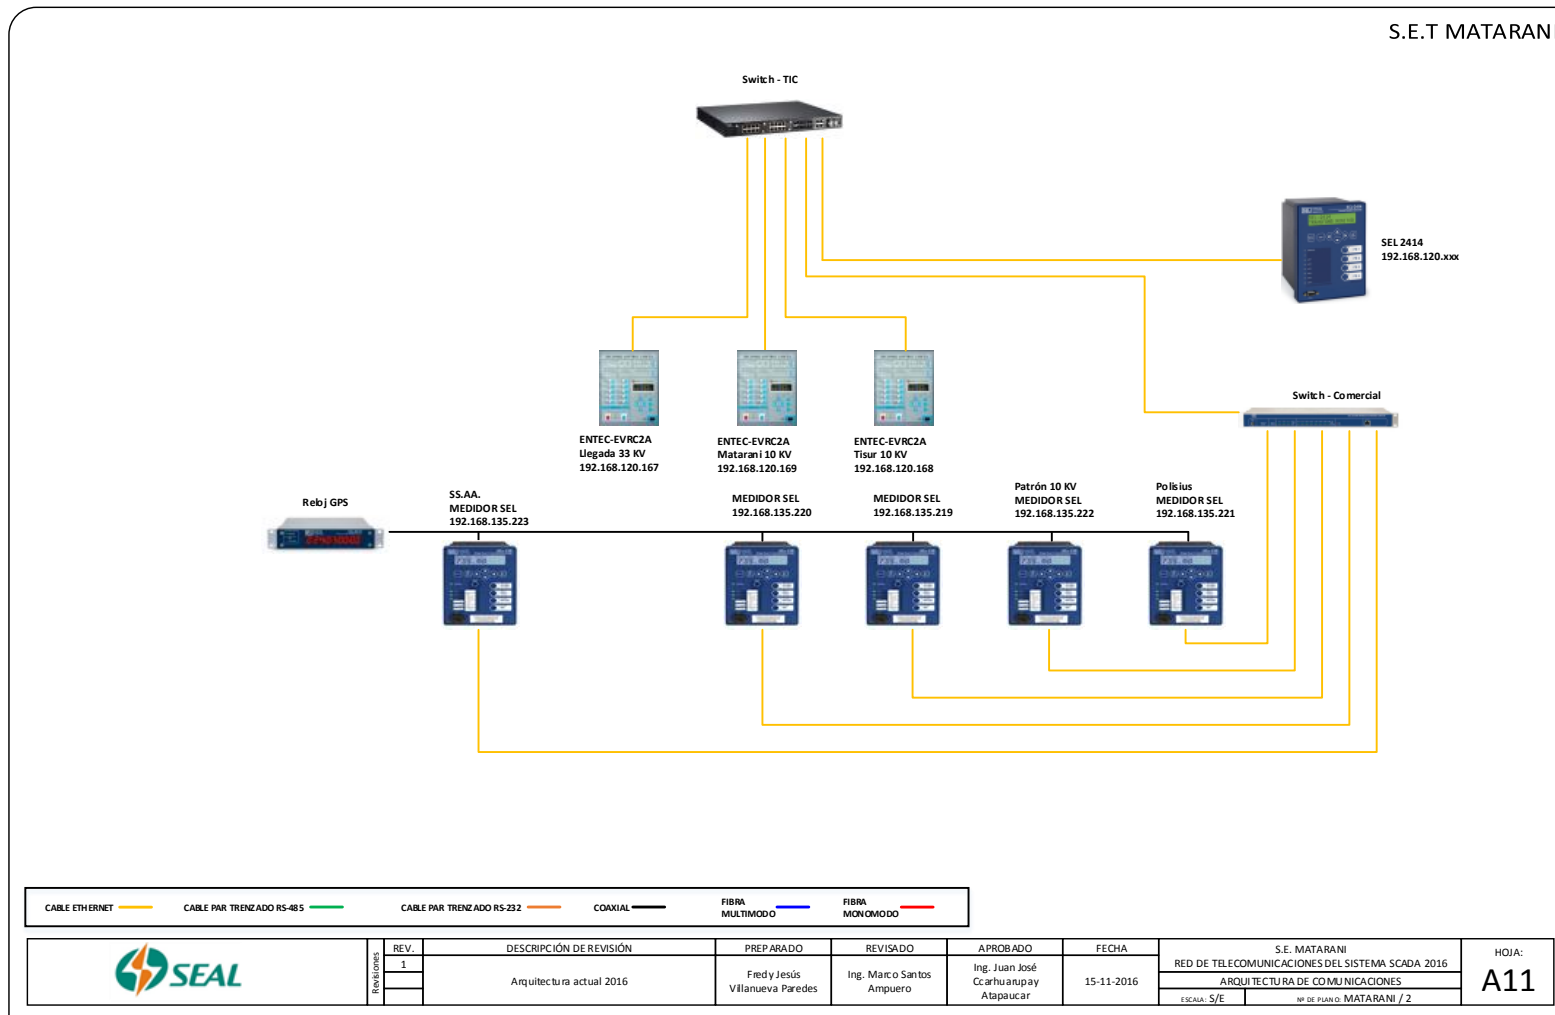 S.E.T MATARANI
Switch - TIC
SEL 2414
192.168.120.xxx
Switch - Comercial
ENTEC-EVRC2A
Llegada 33 KV
192.168.120.167
ENTEC-EVRC2A
Matarani 10 KV
192.168.120.169
ENTEC-EVRC2A
Tisur 10 KV
192.168.120.168
Reloj GPS
SS.AA.
MEDIDOR SEL
192.168.135.223
MEDIDOR SEL
192.168.135.220
MEDIDOR SEL
192.168.135.219
Patrón 10 KV
MEDIDOR SEL
192.168.135.222
Polisius
MEDIDOR SEL
192.168.135.221
CABLE ETHERNET
CABLE PAR TRENZADO RS-485
CABLE PAR TRENZADO RS-232
COAXIAL
FIBRA
MULTIMODO
FIBRA
MONOMODO
SEAL
Revisiones
REV.
1
DESCRIPCIÓN DE REVISIÓN
Arquitectura actual 2016
PREPARADO
Fredy Jesús
Villanueva Paredes
REVISADO
Ing. Marco Santos
Ampuero
APROBADO
Ing. Juan José
Ccarhuarupay
Atapaucar
FECHA
15-11-2016
S.E. MATARANI
RED DE TELECOMUNICACIONES DEL SISTEMA SCADA 2016
ARQUITECTURA DE COMUNICACIONES
ESCALA: S/E
Nº DE PLANO: MATARANI / 2
HOJA:
A11